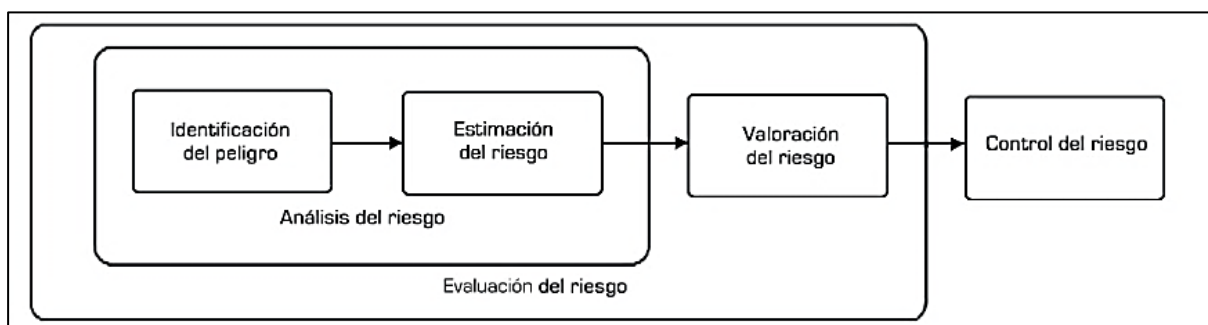 Identificación
del peligro
Estimación
del riesgo
Valoración
del riesgo
Control del riesgo
Análisis del riesgo
Evaluación del riesgo